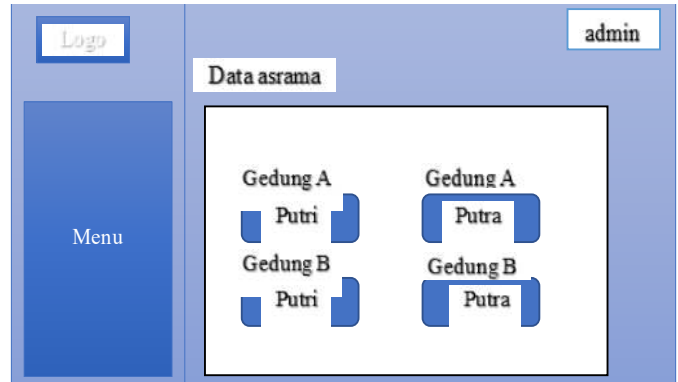 Logo
admin
Data asrama
Menu
Gedung A
Putri
Gedung A
Putra
Gedung B
Putri
Gedung B
Putra